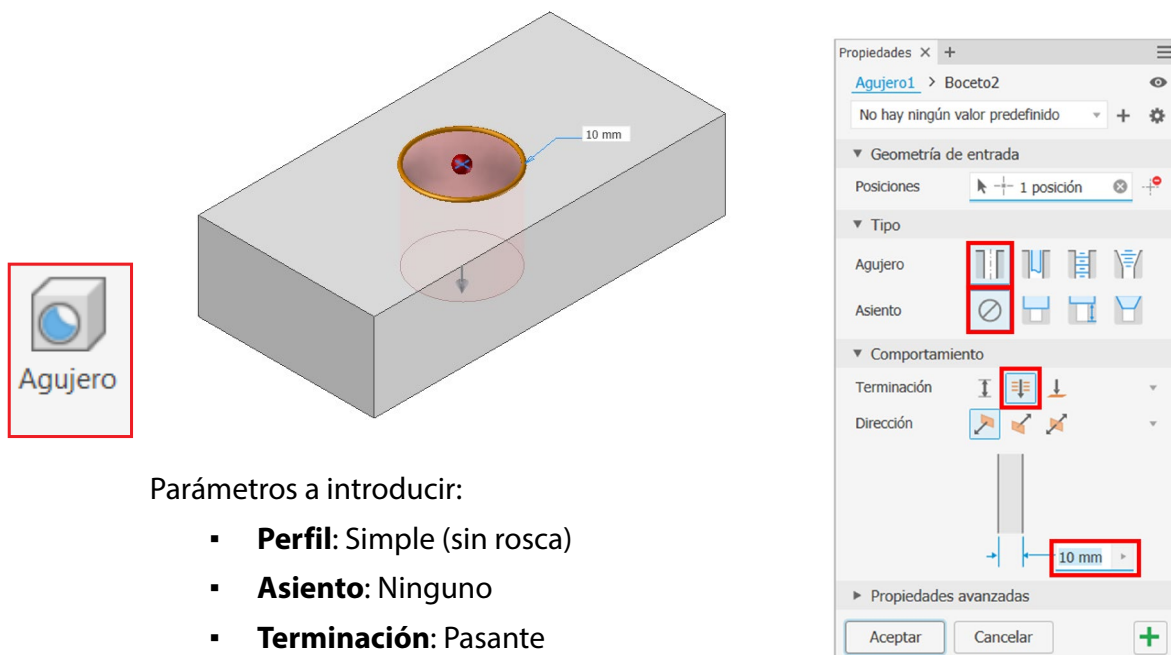 Agujero
10 mm
Parámetros a introducir:
▪ Perfil: Simple (sin rosca)
▪ Asiento: Ninguno
▪ Terminación: Pasante
Propiedades × +
Agujero1 > Boceto2
No hay ningún valor predefinido
Geometría de entrada
Posiciones 1 posición
Tipo
Agujero
Asiento
Comportamiento
Terminación
Dirección
10 mm
Propiedades avanzadas
Aceptar Cancelar